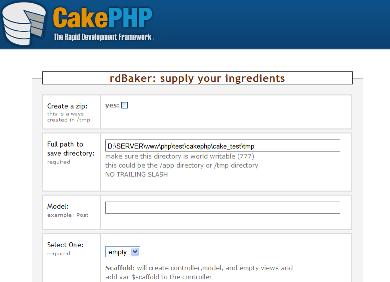 CakePHP
The Rapid Development Framework
rdBaker: supply your ingredients
Create a zip:
this is a always
created in /tmp
yes:
Full path to
save directory:
required
D:\SERVER\www\php\test\cakephp\cake_test\tmp
make sure this directory is world writable (777)
this could be the /app directory or /tmp directory
NO TRAILING SLASH
Model:
example: Post
Select One:
required
empty
Scaffold: will create controller,model, and empty views and
add var $scaffold to the controller.